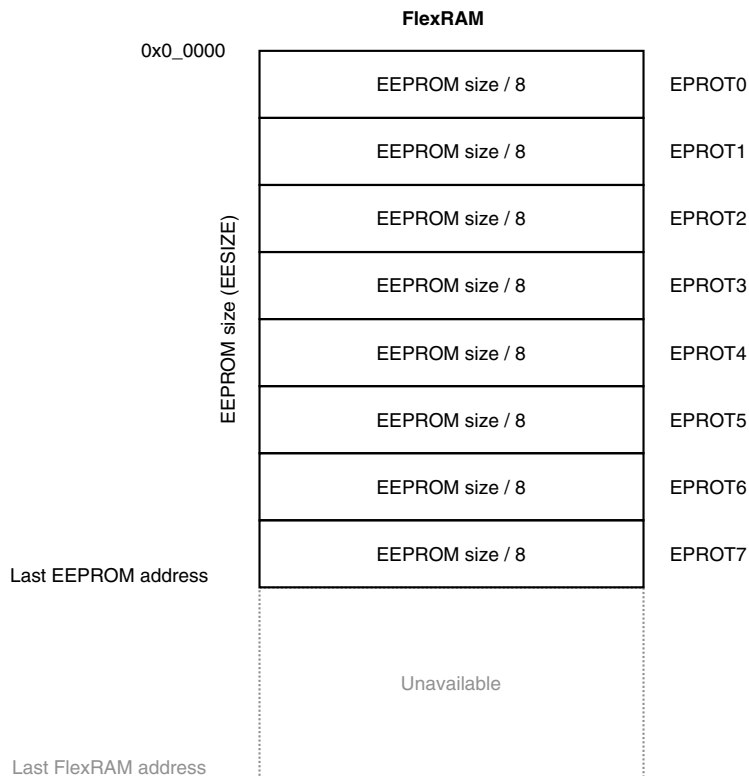 FlexRAM
0x0_0000
EEPROM size / 8 EPROT0
EEPROM size / 8 EPROT1
EEPROM size / 8 EPROT2
EEPROM size / 8 EPROT3
EEPROM size / 8 EPROT4
EEPROM size / 8 EPROT5
EEPROM size / 8 EPROT6
EEPROM size / 8 EPROT7
EEPROM size (EESIZE)
Last EEPROM address
Unavailable
Last FlexRAM address